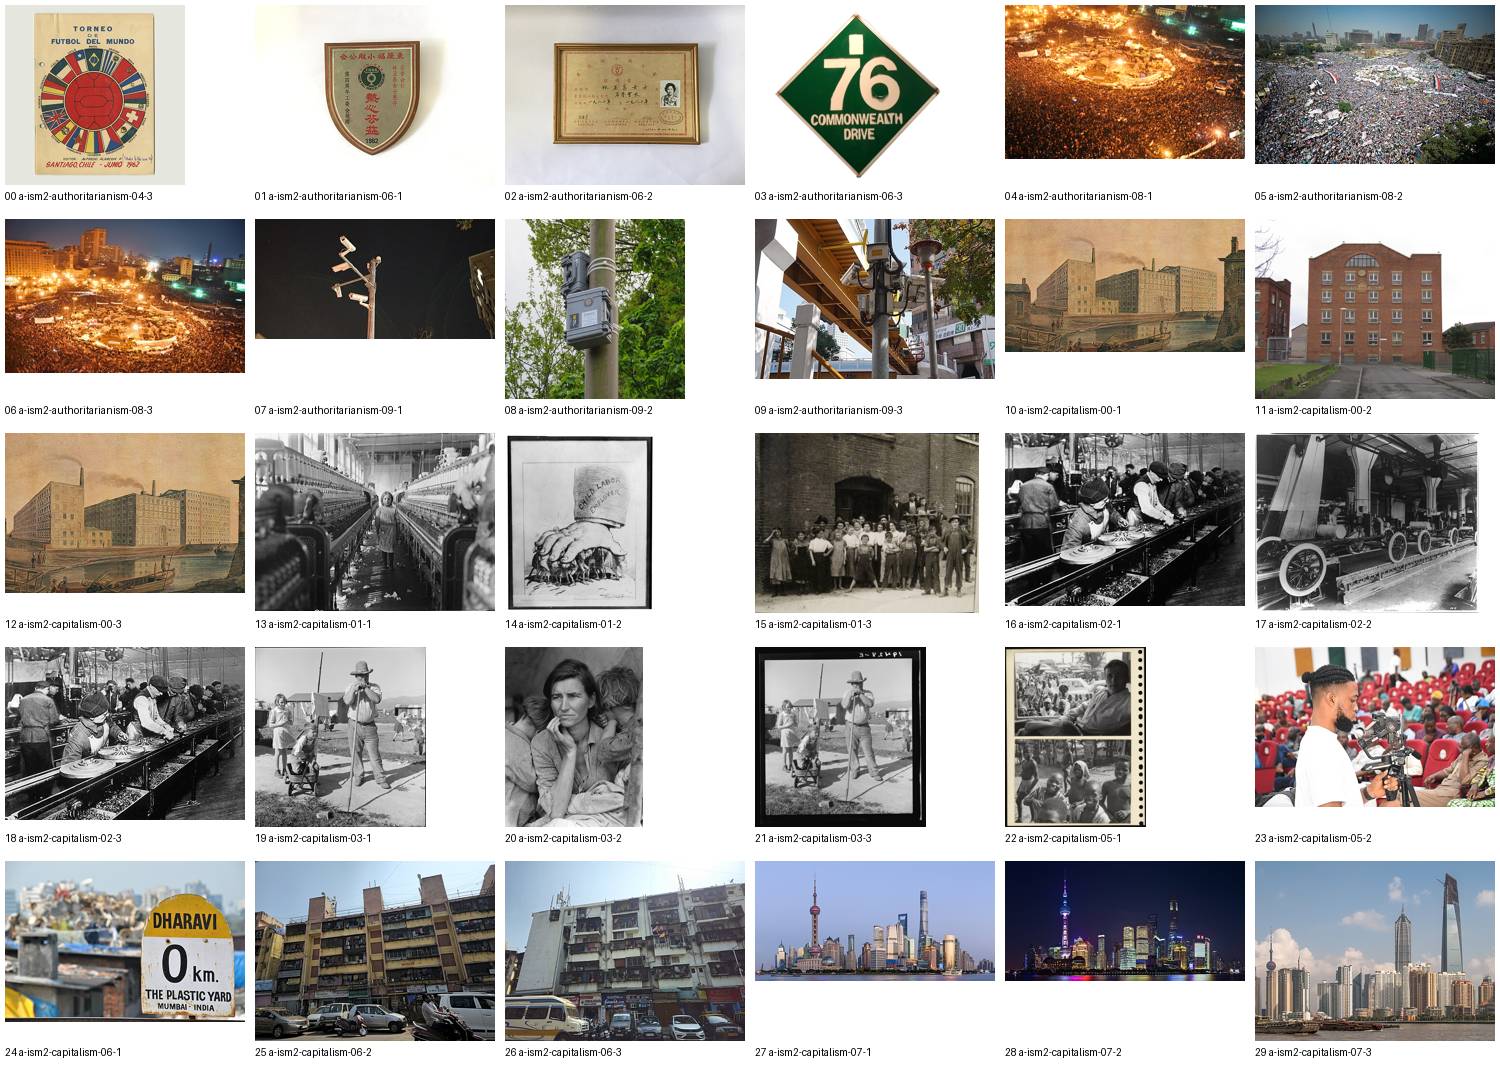 TORNEO
DE
FUTBOL DEL MUNDO
SANTIAGO, CHILE - JUNIO 1962
00 a-ism2-authoritarianism-04-3
1982
01 a-ism2-authoritarianism-06-1
02 a-ism2-authoritarianism-06-2
76
COMMONWEALTH
DRIVE
03 a-ism2-authoritarianism-06-3
04 a-ism2-authoritarianism-08-1
05 a-ism2-authoritarianism-08-2
06 a-ism2-authoritarianism-08-3
07 a-ism2-authoritarianism-09-1
08 a-ism2-authoritarianism-09-2
09 a-ism2-authoritarianism-09-3
10 a-ism2-capitalism-00-1
11 a-ism2-capitalism-00-2
12 a-ism2-capitalism-00-3
13 a-ism2-capitalism-01-1
CHILD LABOR
EMPLOYER
14 a-ism2-capitalism-01-2
15 a-ism2-capitalism-01-3
16 a-ism2-capitalism-02-1
17 a-ism2-capitalism-02-2
18 a-ism2-capitalism-02-3
19 a-ism2-capitalism-03-1
20 a-ism2-capitalism-03-2
21 a-ism2-capitalism-03-3
22 a-ism2-capitalism-05-1
23 a-ism2-capitalism-05-2
DHARAVI
0 km.
THE PLASTIC YARD
MUMBAI - INDIA
24 a-ism2-capitalism-06-1
25 a-ism2-capitalism-06-2
26 a-ism2-capitalism-06-3
27 a-ism2-capitalism-07-1
28 a-ism2-capitalism-07-2
29 a-ism2-capitalism-07-3